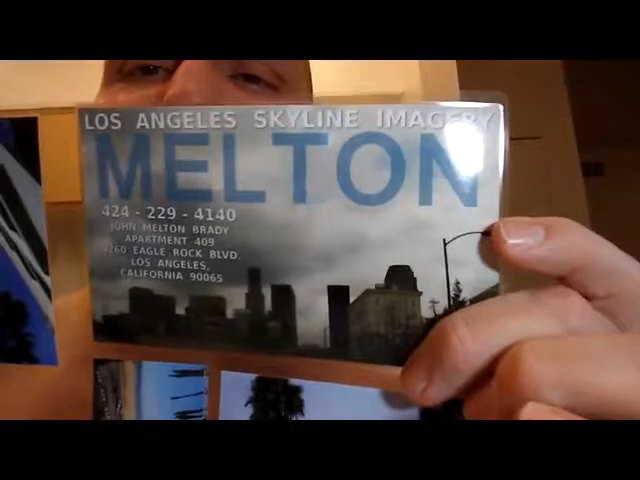 LOS ANGELES SKYLINE IMAGERY
MELTON
424 - 229 - 4140
JOHN MELTON BRADY
APARTMENT 409
4260 EAGLE ROCK BLVD.
LOS ANGELES,
CALIFORNIA 90065